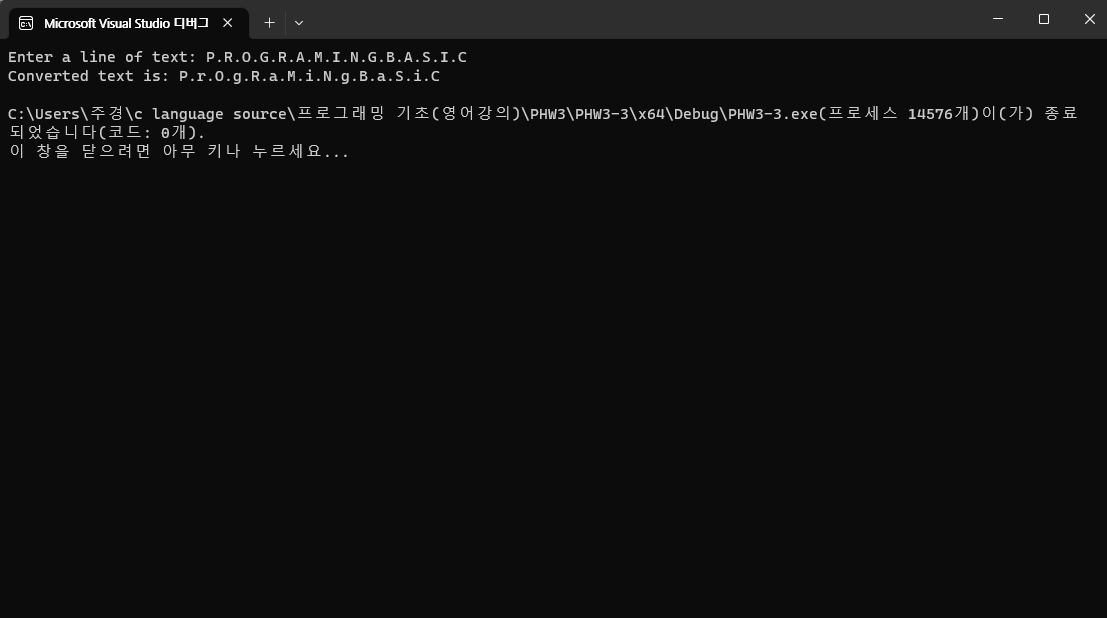 Microsoft Visual Studio 디버그
Enter a line of text: P.R.O.G.R.A.M.I.N.G.B.A.S.I.C
Converted text is: P.r.O.g.R.a.M.i.N.g.B.a.S.i.C
C:\Users\주경\c language source\프로그래밍 기초(영어강의)\PHW3\PHW3-3\x64\Debug\PHW3-3.exe(프로세스 14576개)이(가) 종료
되었습니다(코드: 0개).
이 창을 닫으려면 아무 키나 누르세요...